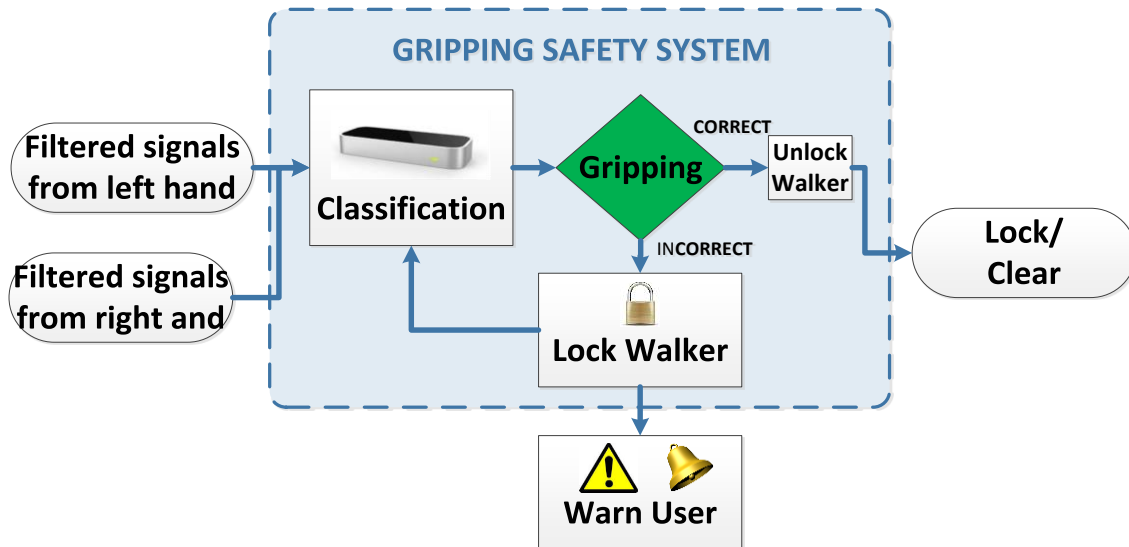 GRIPPING SAFETY SYSTEM
Filtered signals
from left hand
Filtered signals
from right and
Classification
Gripping
CORRECT
Unlock
Walker
INCORRECT
Lock Walker
Lock/
Clear
Warn User